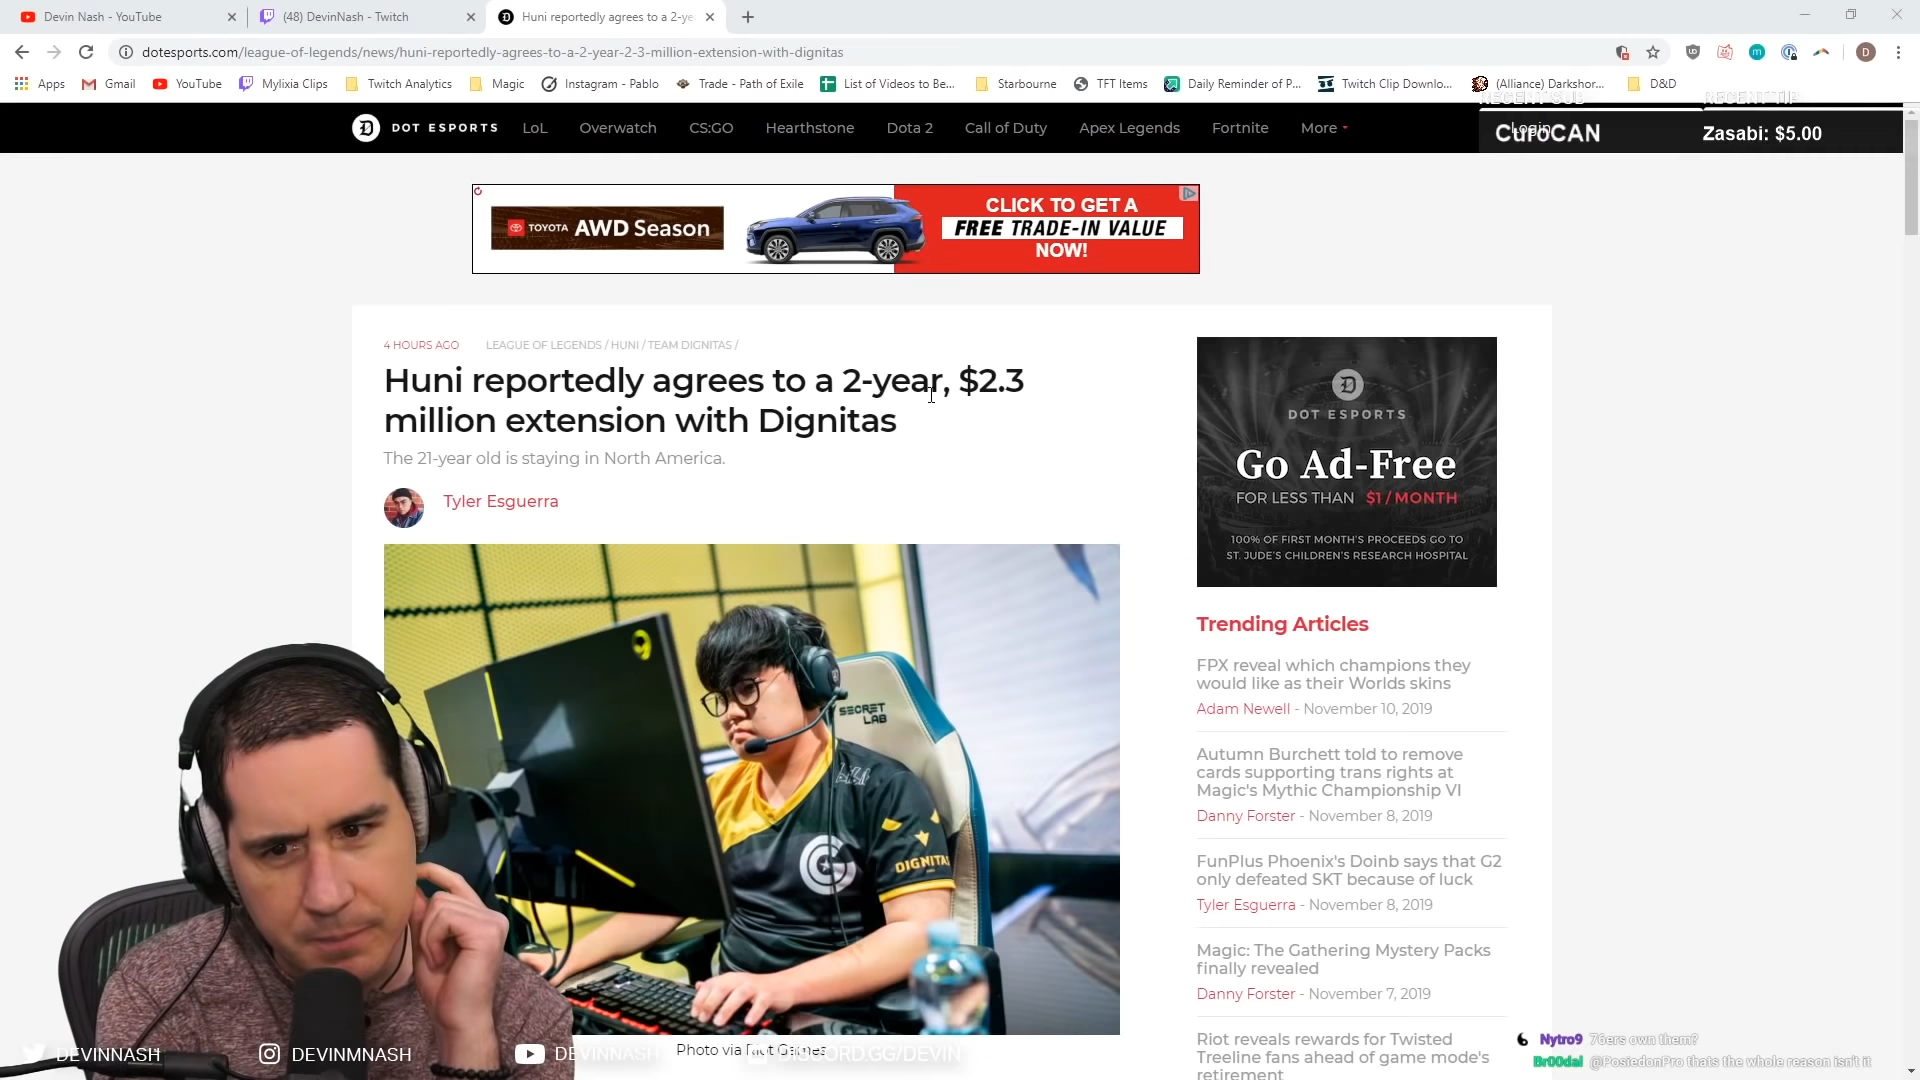 Devin Nash - YouTube
(48) DevinNash - Twitch
Huni reportedly agrees to a 2-ye
dotesports.com/league-of-legends/news/huni-reportedly-agrees-to-a-2-year-2-3-million-extension-with-dignitas
D
Apps
Gmail
YouTube
Mylixia Clips
Twitch Analytics
Magic
Instagram - Pablo
Trade - Path of Exile
List of Videos to Be...
Starbourne
TFT Items
Daily Reminder of P...
Twitch Clip Downlo...
(Alliance) Darkshor...
D&D
RECENT SUB
RECENT TIP
DOT ESPORTS
LoL
Overwatch
CS:GO
Hearthstone
Dota 2
Call of Duty
Apex Legends
Fortnite
More
Login
CuroCAN
Zasabi: $5.00
TOYOTA AWD Season
CLICK TO GET A
FREE TRADE-IN VALUE
NOW!
4 HOURS AGO
LEAGUE OF LEGENDS / HUNI / TEAM DIGNITAS /
Huni reportedly agrees to a 2-year, $2.3
million extension with Dignitas
The 21-year old is staying in North America.
Tyler Esguerra
SECRET
LAB
DIGNITAS
Photo via Riot Games
DOT ESPORTS
Go Ad-Free
FOR LESS THAN $1 / MONTH
100% OF FIRST MONTH'S PROCEEDS GO TO
ST. JUDE'S CHILDREN'S RESEARCH HOSPITAL
Trending Articles
FPX reveal which champions they
would like as their Worlds skins
Adam Newell - November 10, 2019
Autumn Burchett told to remove
cards supporting trans rights at
Magic's Mythic Championship VI
Danny Forster - November 8, 2019
FunPlus Phoenix's Doinb says that G2
only defeated SKT because of luck
Tyler Esguerra - November 8, 2019
Magic: The Gathering Mystery Packs
finally revealed
Danny Forster - November 7, 2019
Riot reveals rewards for Twisted
Treeline fans ahead of game mode's
retirement
DEVINNASH
DEVINMNASH
DEVINNASH
DISCORD.GG/DEVIN
Nytro9 76ers own them?
Br00dal @PosiedonPro thats the whole reason isn't it